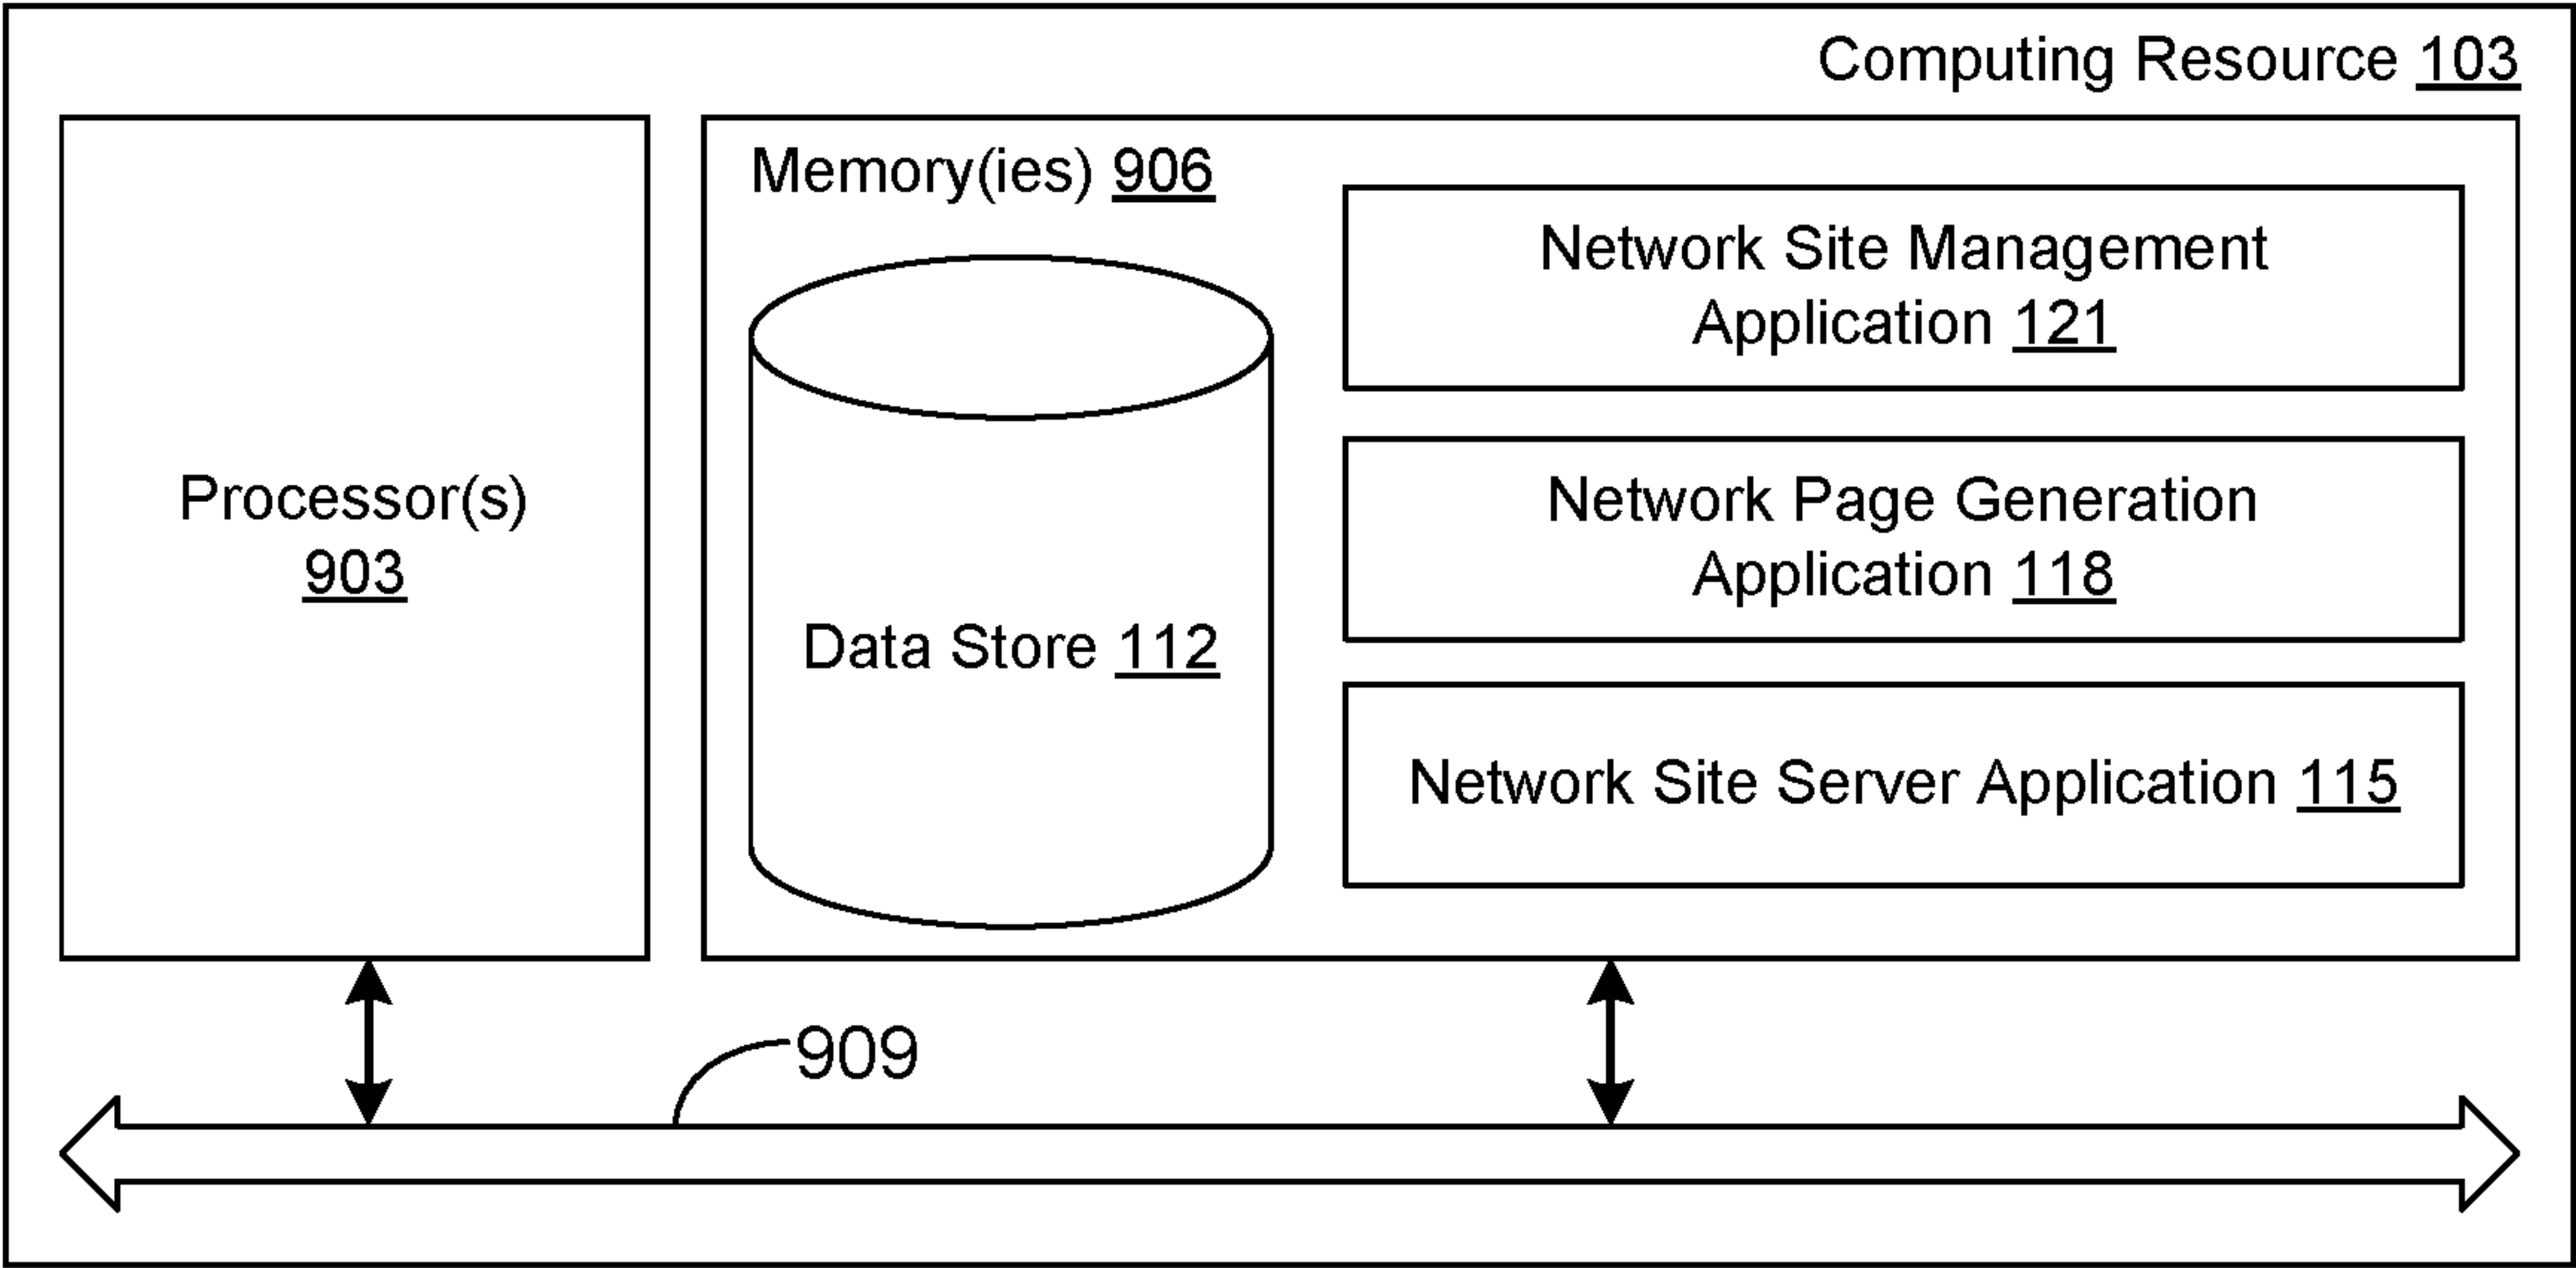 Computing Resource 103
Processor(s)
903
Memory(ies) 906
Data Store 112
Network Site Management
Application 121
Network Page Generation
Application 118
Network Site Server Application 115
909